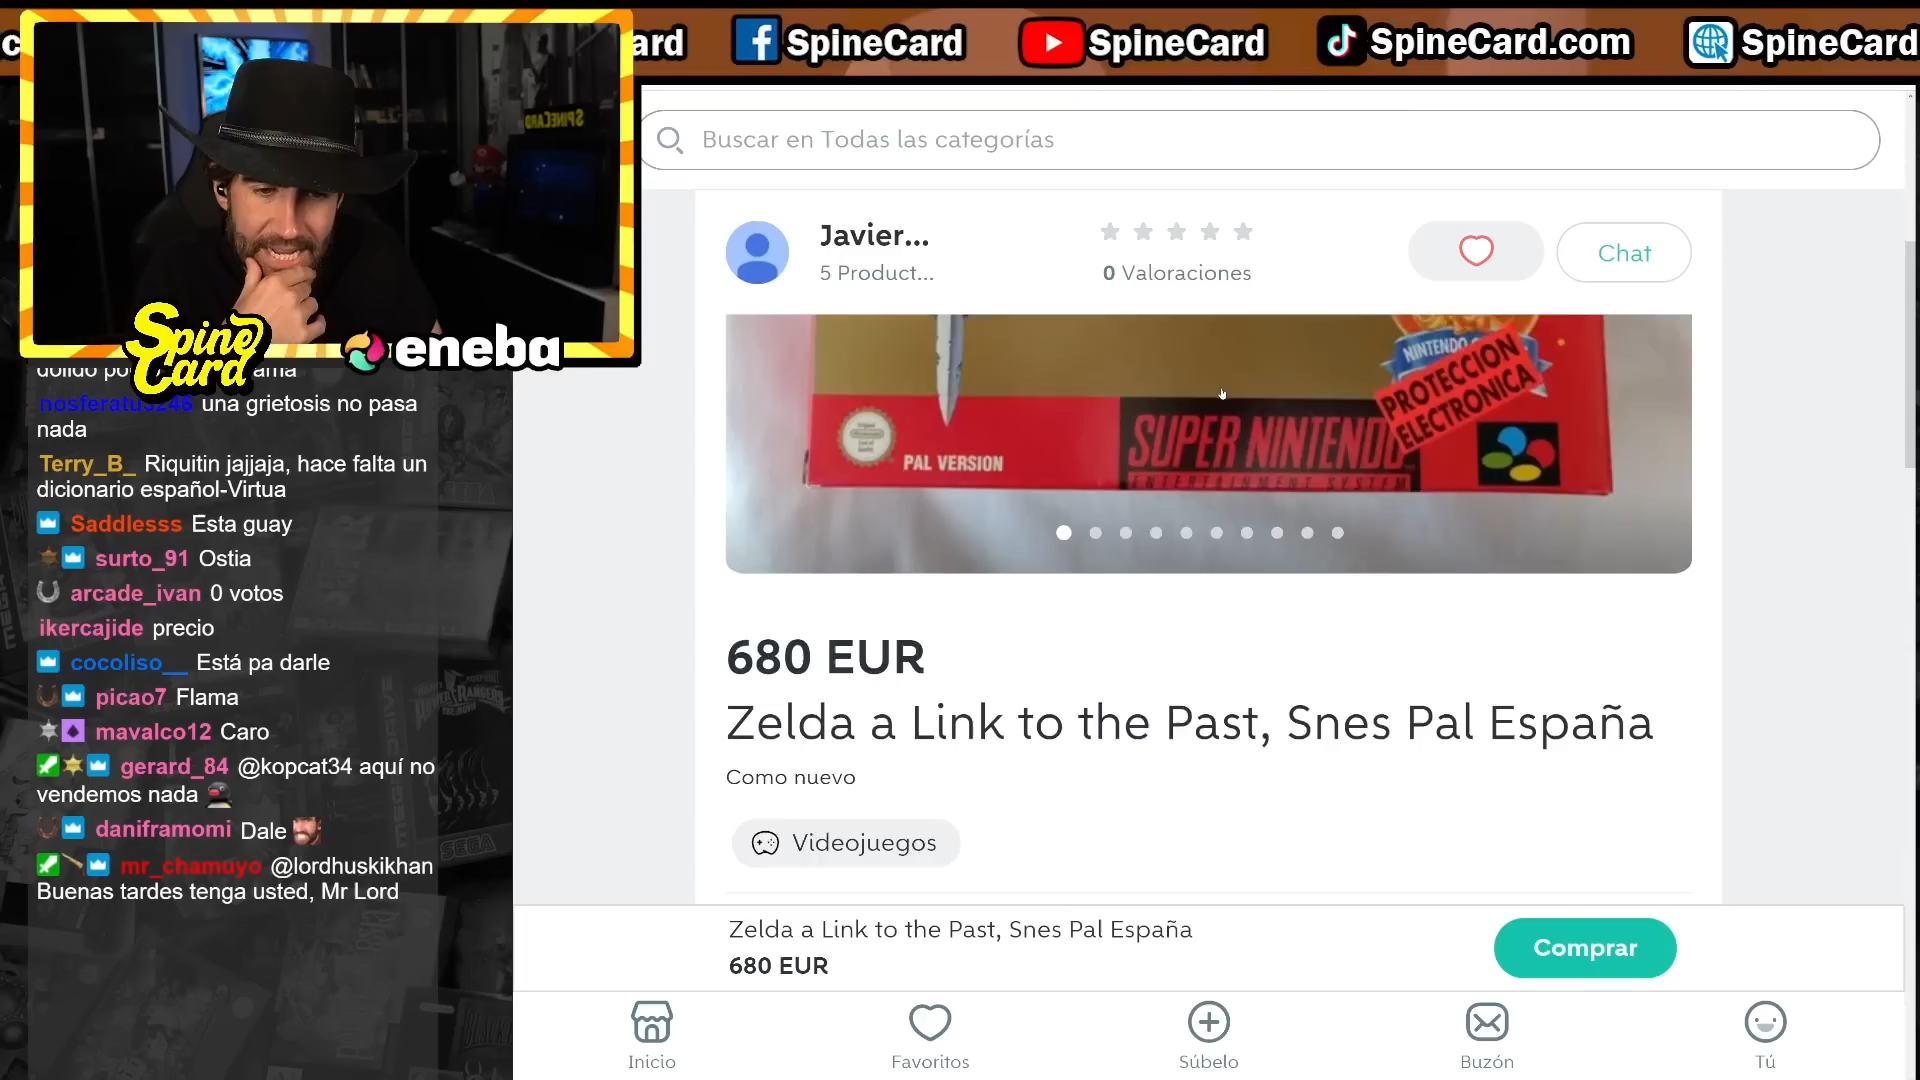 ard
SpineCard
SpineCard
SpineCard.com
SpineCard
SPINECARD
Spine
Card
eneba
Buscar en Todas las categorías
Javier...
5 Product...
0 Valoraciones
Chat
NINTENDO
PROTECCION
ELECTRONICA
PAL VERSION
SUPER NINTENDO
ENTERTAINMENT SYSTEM
680 EUR
Zelda a Link to the Past, Snes Pal España
Como nuevo
Videojuegos
Zelda a Link to the Past, Snes Pal España
680 EUR
Comprar
Inicio
Favoritos
Súbelo
Buzón
Tú
nosferatu3246 una grietosis no pasa
nada
Terry_B_ Riquitin jajjaja, hace falta un
dicionario español-Virtua
Saddlesss Esta guay
surto_91 Ostia
arcade_ivan 0 votos
ikercajide precio
cocoliso__ Está pa darle
picao7 Flama
mavalco12 Caro
gerard_84 @kopcat34 aquí no
vendemos nada
daniframomi Dale
mr_chamuyo @lordhuskikhan
Buenas tardes tenga usted, Mr Lord